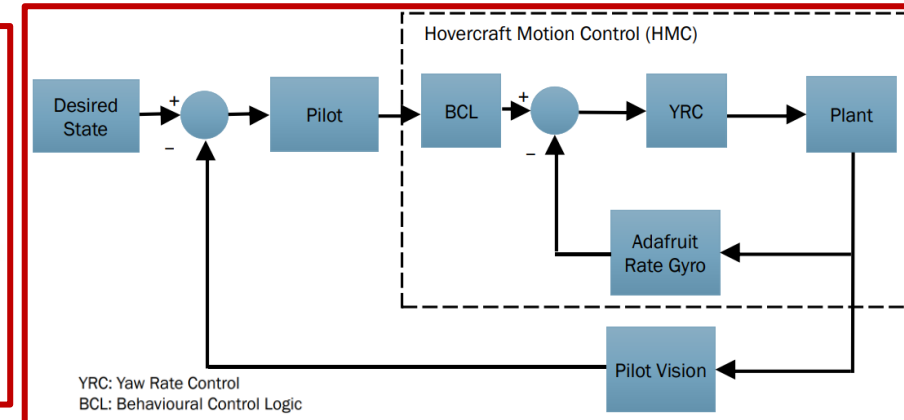 Hovercraft Motion Control (HMC)
Desired
State
+
–
Pilot
BCL
+
–
YRC
Plant
Adafruit
Rate Gyro
Pilot Vision
YRC: Yaw Rate Control
BCL: Behavioural Control Logic